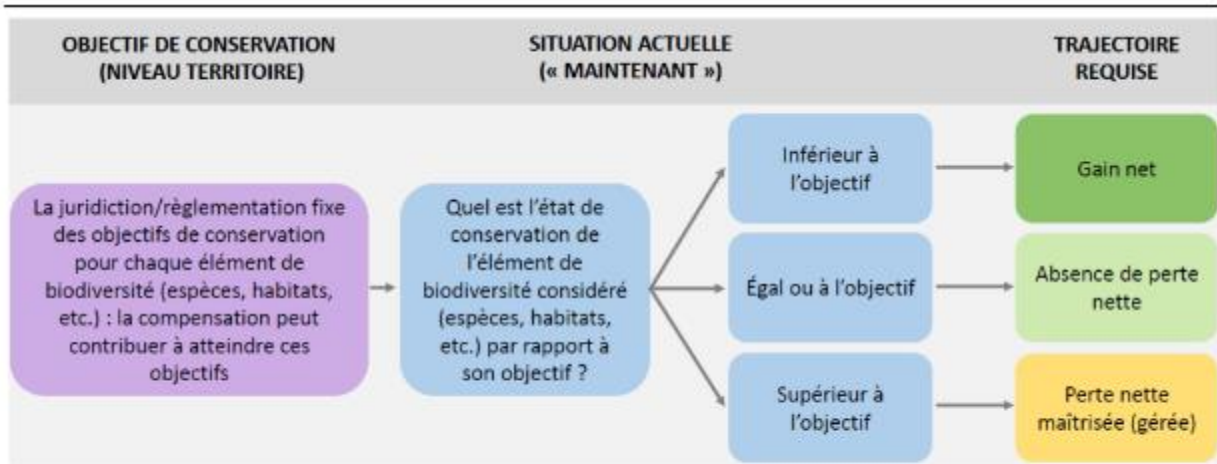 OBJECTIF DE CONSERVATION
(NIVEAU TERRITOIRE)
SITUATION ACTUELLE
(« MAINTENANT »)
TRAJECTOIRE
REQUISE
La juridiction/règlementation fixe
des objectifs de conservation
pour chaque élément de
biodiversité (espèces, habitats,
etc.) : la compensation peut
contribuer à atteindre ces
objectifs
Quel est l'état de
conservation de
l'élément de
biodiversité considéré
(espèces, habitats,
etc.) par rapport à
son objectif ?
Inférieur à
l'objectif
Gain net
Égal ou à l'objectif
Absence de perte
nette
Supérieur à
l'objectif
Perte nette
maîtrisée (gérée)